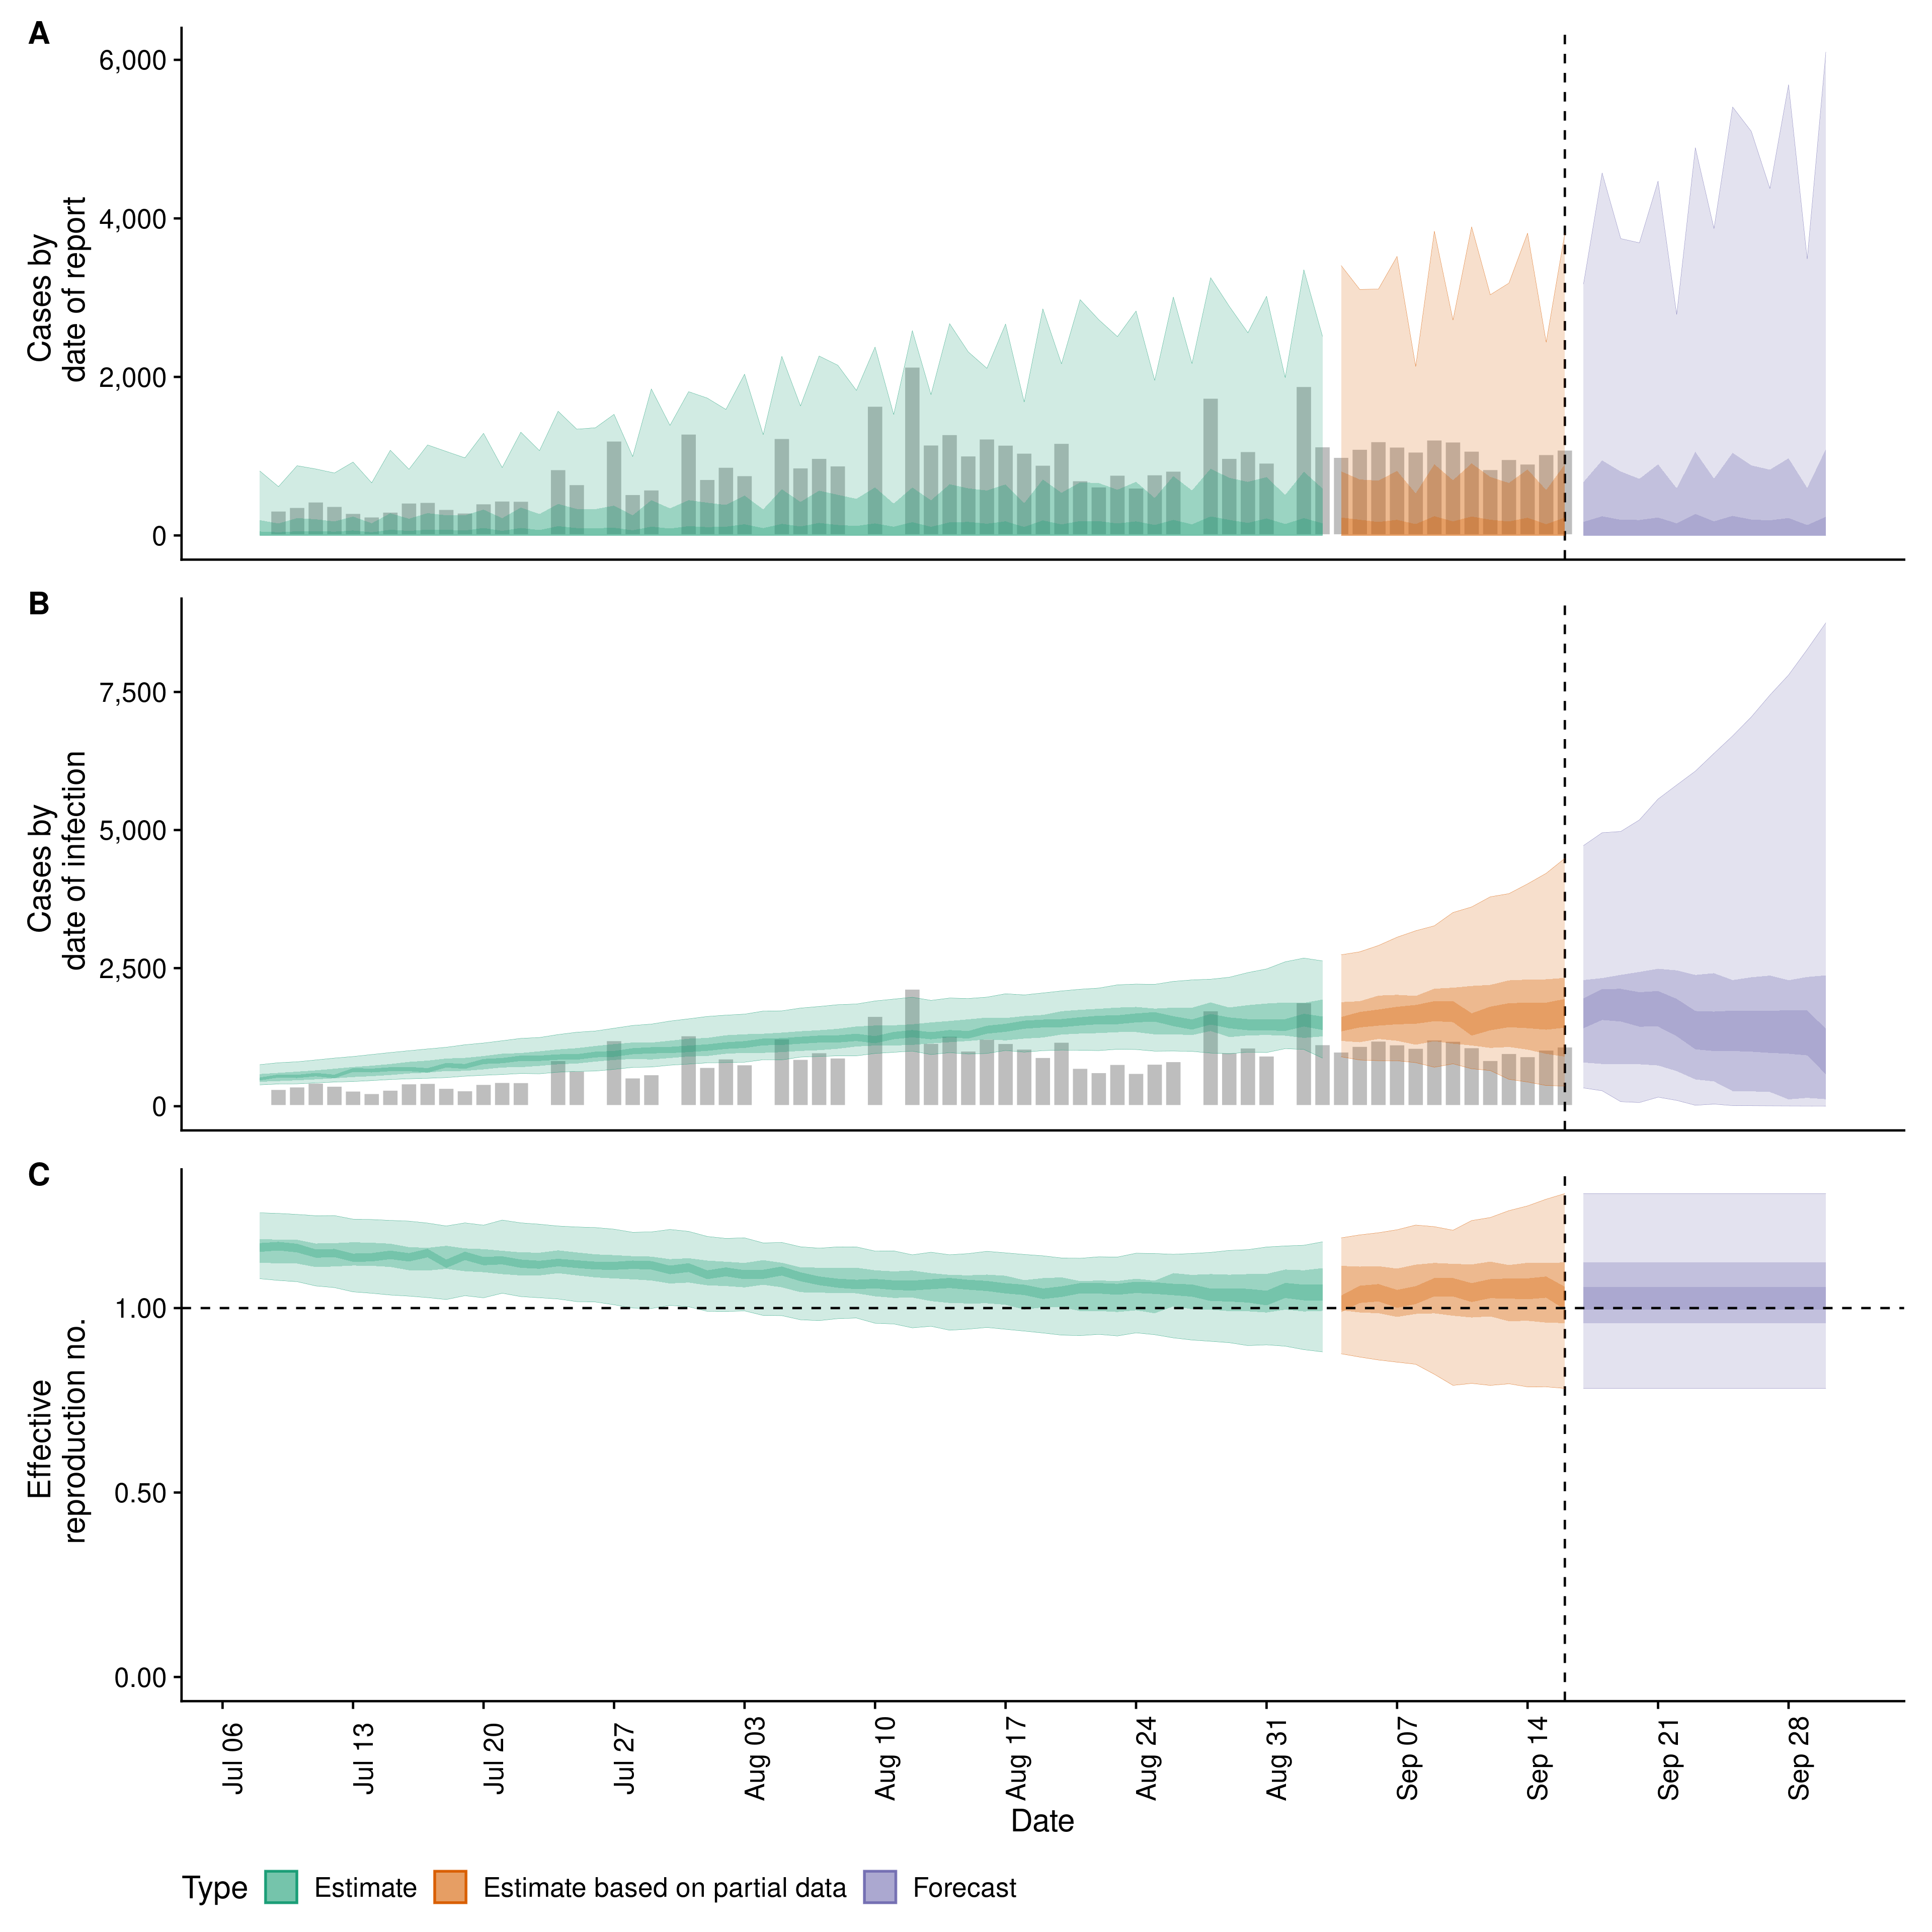 A
6,000
4,000
2,000
0
Cases by
date of report
B
7,500
5,000
2,500
0
Cases by
date of infection
C
1.00
0.50
0.00
Effective
reproduction no.
Jul 06
Jul 13
Jul 20
Jul 27
Aug 03
Aug 10
Aug 17
Aug 24
Aug 31
Sep 07
Sep 14
Sep 21
Sep 28
Date
Type Estimate Estimate based on partial data Forecast